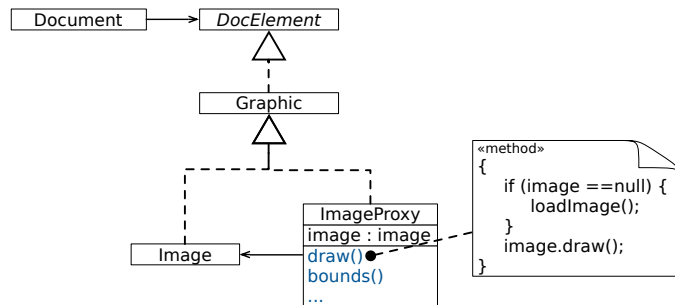 Document
DocElement
Graphic
Image
ImageProxy
image : image
draw()
bounds()
...
«method»
{
if (image ==null) {
loadImage();
}
image.draw();
}